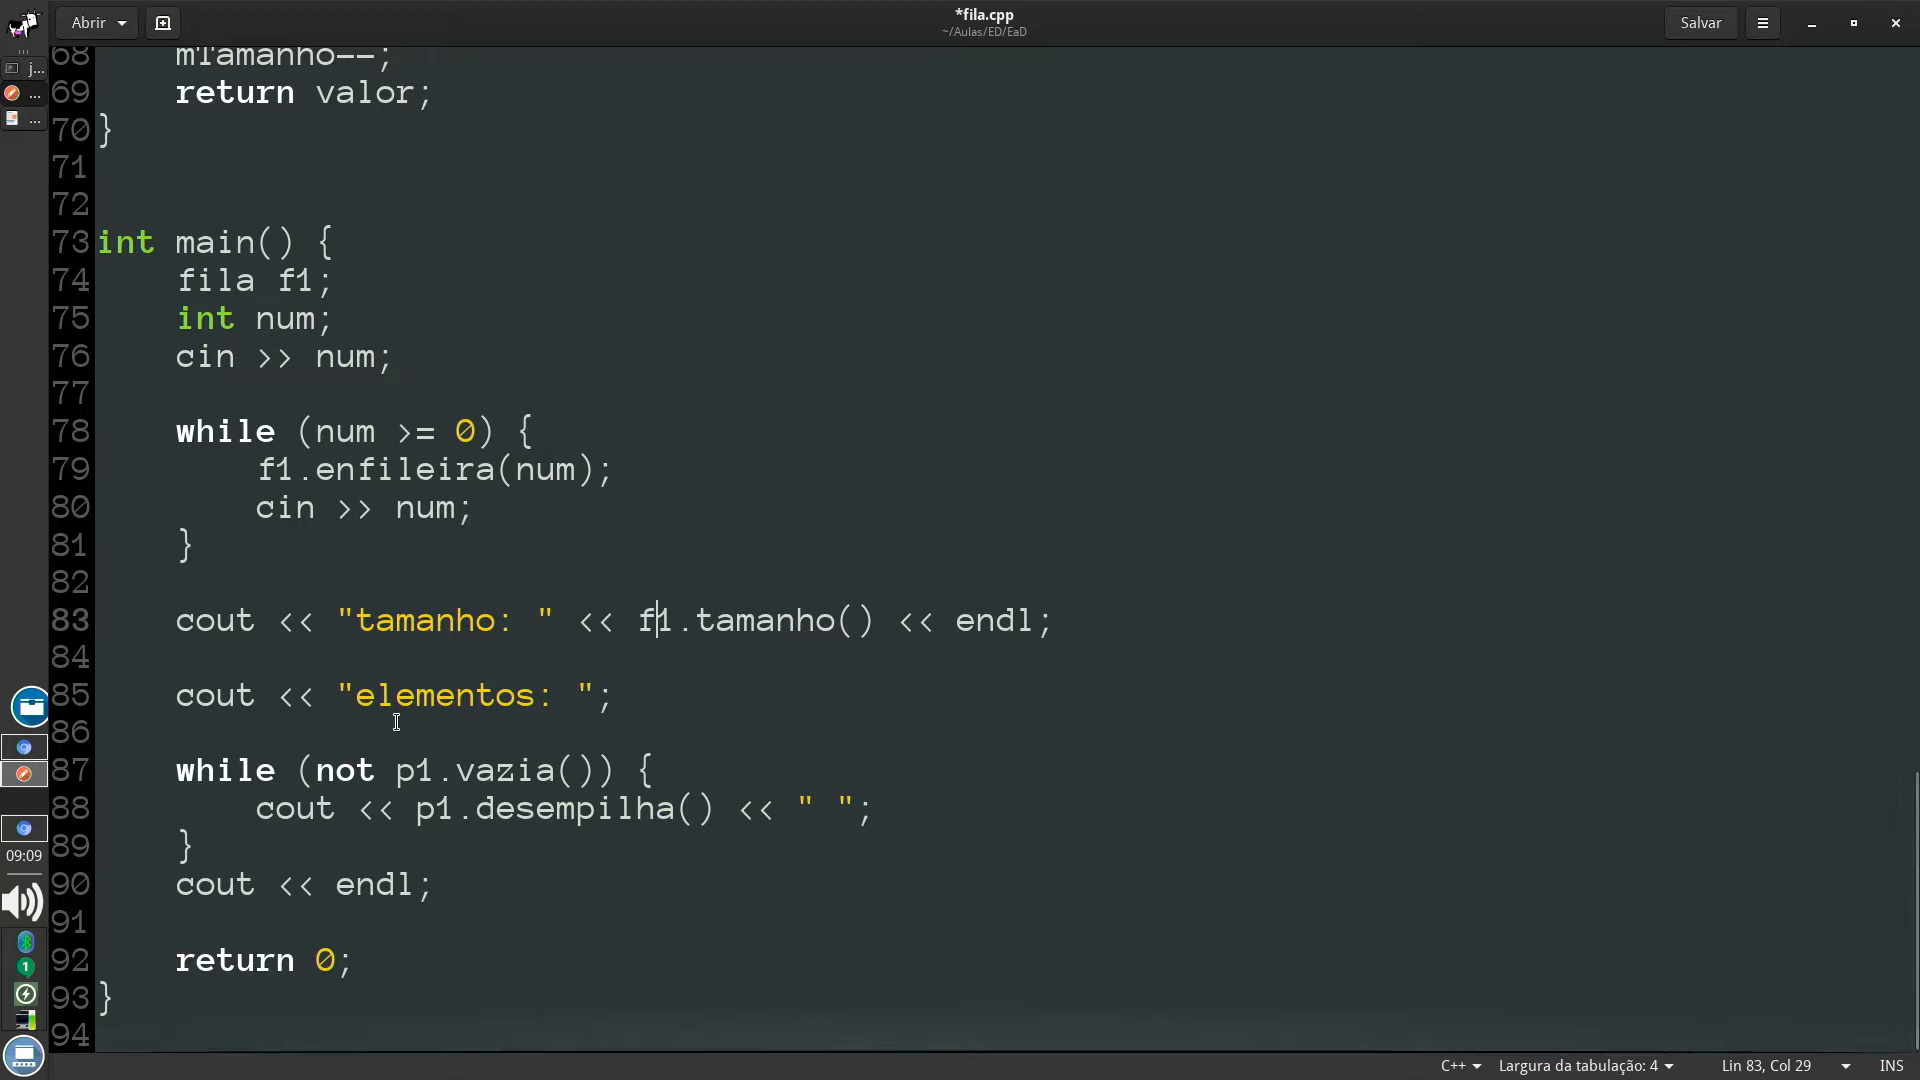 Abrir
*fila.cpp
~/Aulas/ED/EaD
Salvar
j...
...
...
68 mTamanho--;
69 return valor;
70 }
71
72
73 int main() {
74 fila f1;
75 int num;
76 cin >> num;
77
78 while (num >= 0) {
79 f1.enfileira(num);
80 cin >> num;
81 }
82
83 cout << "tamanho: " << f1.tamanho() << endl;
84
85 cout << "elementos: ";
86
87 while (not p1.vazia()) {
88 cout << p1.desempilha() << " ";
89 }
90 cout << endl;
91
92 return 0;
93 }
94
09:09
1
C++
Largura da tabulação: 4
Lin 83, Col 29
INS